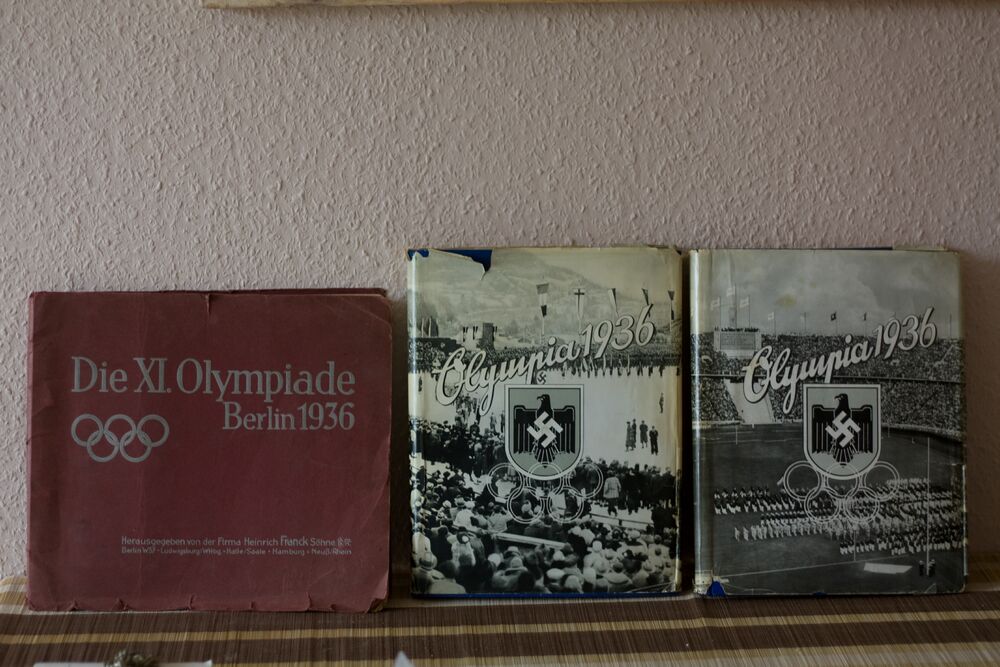 Die XI. Olympiade
Berlin 1936
Herausgegeben von der Firma Heinrich Franck Söhne
Berlin W57 - Ludwigsburg/Wttbg - Halle/Saale - Hamburg - Neuß/Rhein
Olympia 1936
Olympia 1936